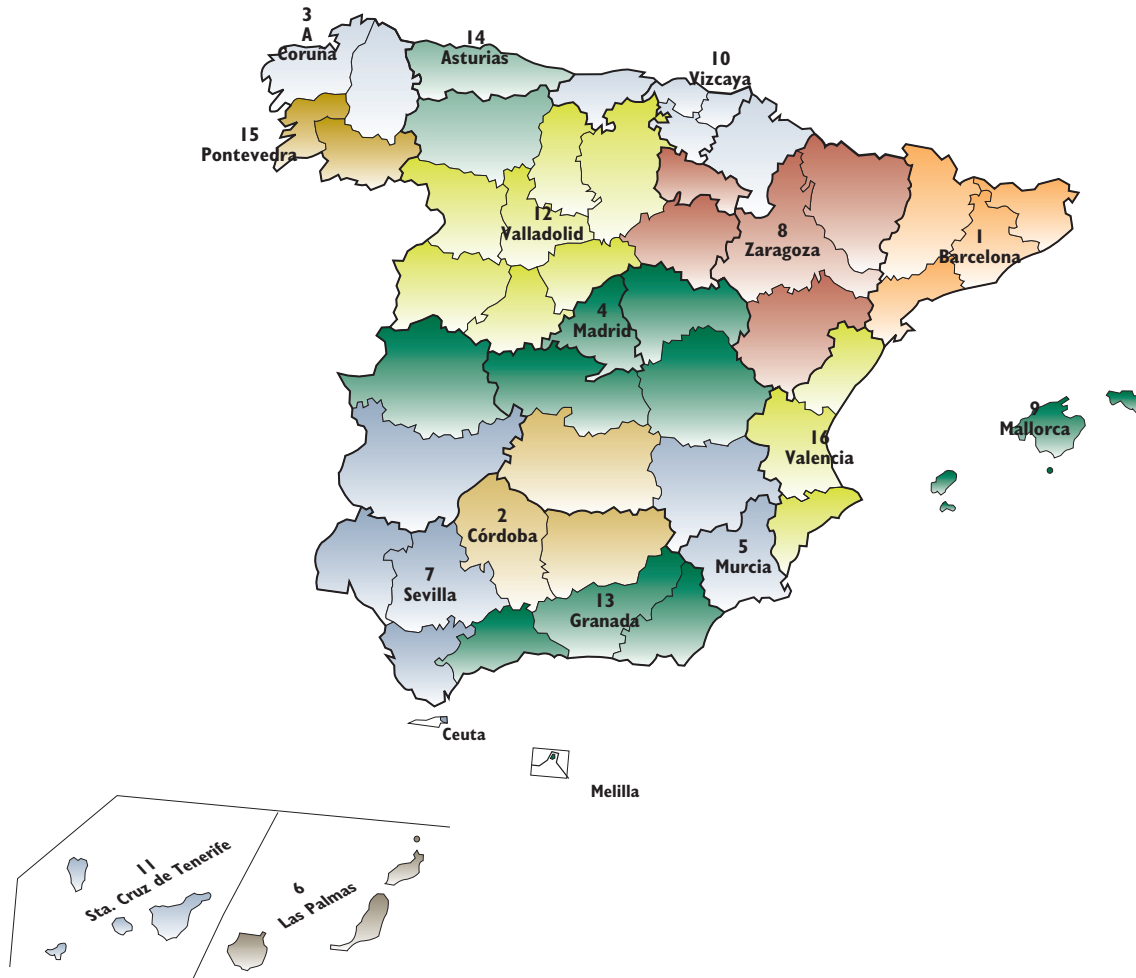 3
A
Coruña
14
Asturias
10
Vizcaya
15
Pontevedra
12
Valladolid
8
Zaragoza
1
Barcelona
4
Madrid
9
Mallorca
16
Valencia
2
Córdoba
5
Murcia
7
Sevilla
13
Granada
Ceuta
Melilla
11
Sta. Cruz de Tenerife
6
Las Palmas